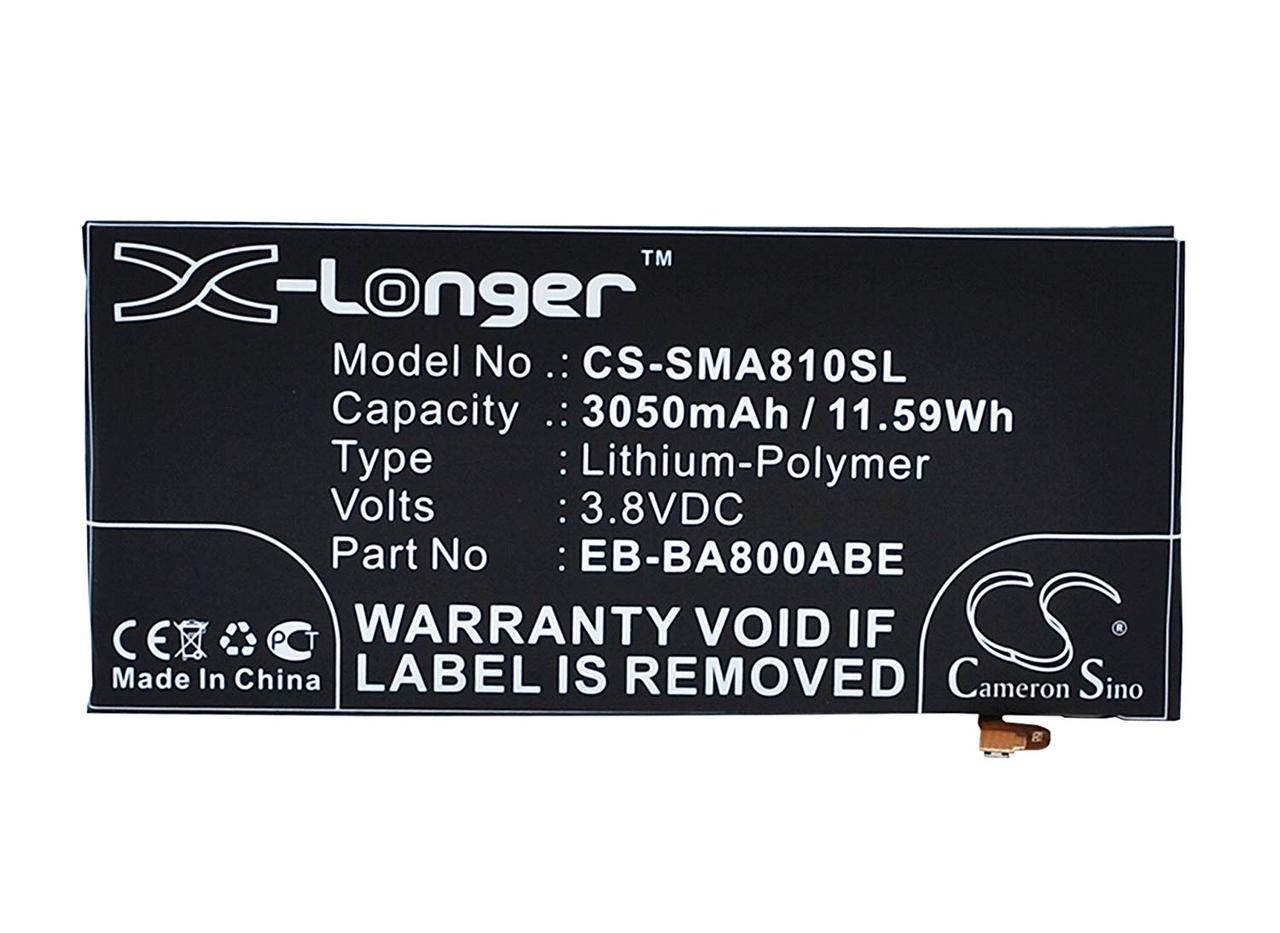 X-Longer™
Model No .: CS-SMA810SL
Capacity .: 3050mAh / 11.59Wh
Type : Lithium-Polymer
Volts : 3.8VDC
Part No : EB-BA800ABE
WARRANTY VOID IF
LABEL IS REMOVED
CE PCT
Made In China
CS®
Cameron Sino